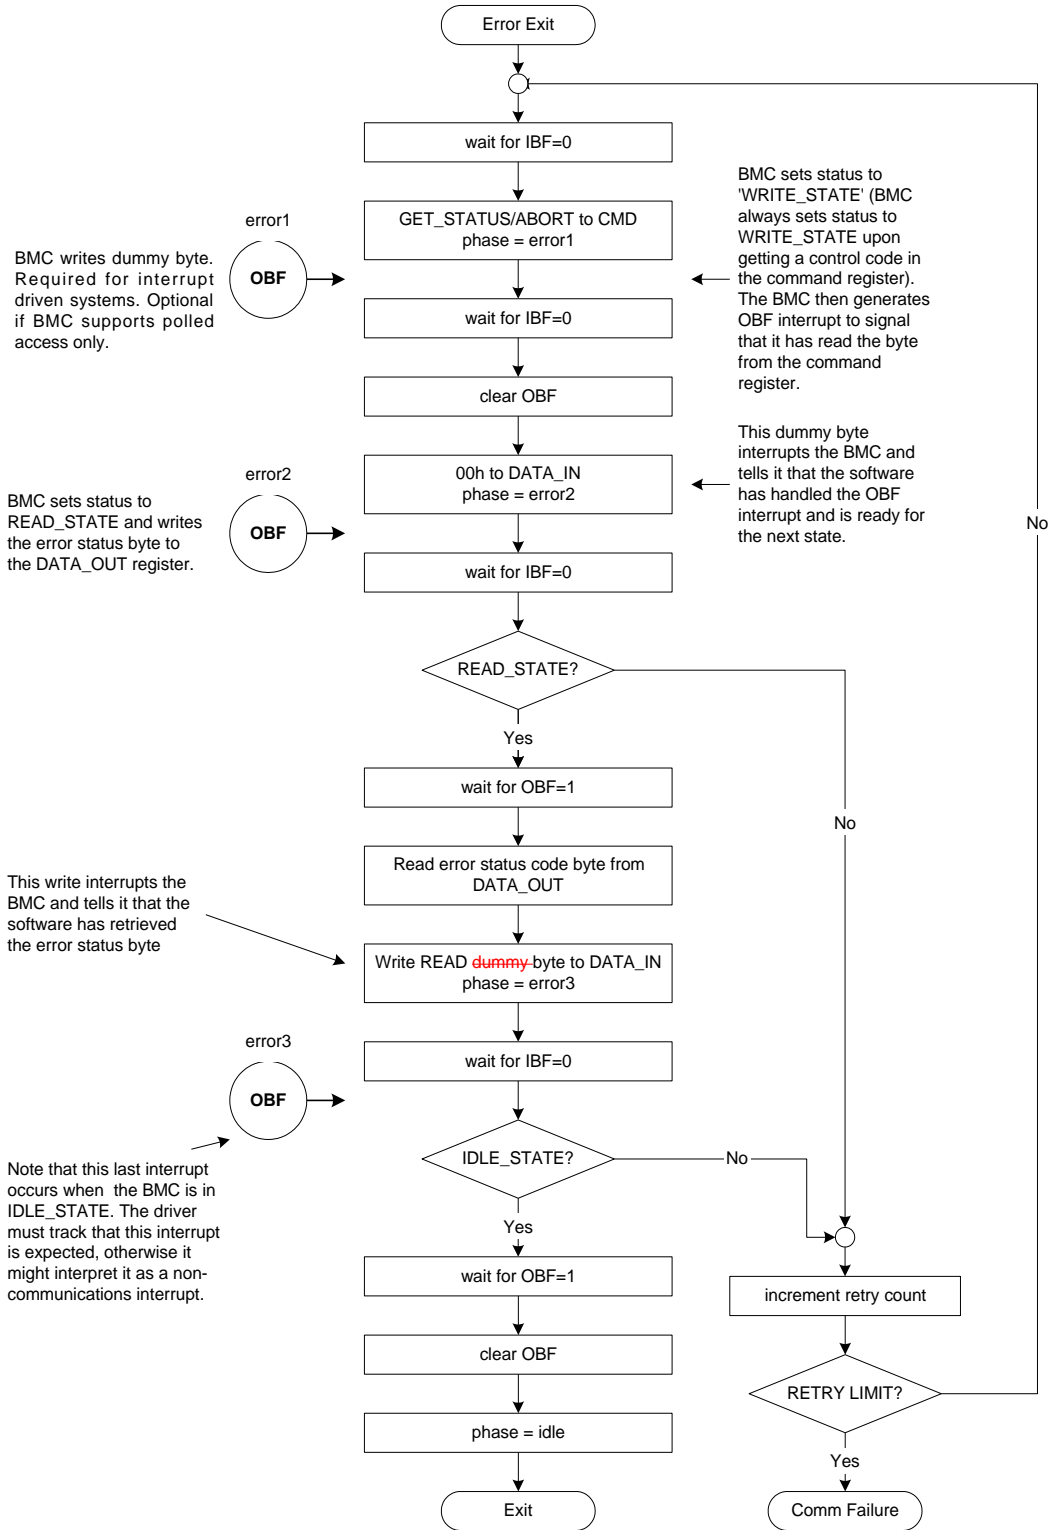 Error Exit
wait for IBF=0
GET_STATUS/ABORT to CMD
phase = error1
BMC sets status to
'WRITE_STATE' (BMC
always sets status to
WRITE_STATE upon
getting a control code in
the command register).
The BMC then generates
OBF interrupt to signal
that it has read the byte
from the command
register.
error1
OBF
BMC writes dummy byte.
Required for interrupt
driven systems. Optional
if BMC supports polled
access only.
wait for IBF=0
clear OBF
00h to DATA_IN
phase = error2
This dummy byte
interrupts the BMC and
tells it that the software
has handled the OBF
interrupt and is ready for
the next state.
error2
OBF
BMC sets status to
READ_STATE and writes
the error status byte to
the DATA_OUT register.
No
wait for IBF=0
READ_STATE?
Yes
wait for OBF=1
No
Read error status code byte from
DATA_OUT
This write interrupts the
BMC and tells it that the
software has retrieved
the error status byte
Write READ dummy byte to DATA_IN
phase = error3
error3
OBF
wait for IBF=0
IDLE_STATE?
No
Note that this last interrupt
occurs when the BMC is in
IDLE_STATE. The driver
must track that this interrupt
is expected, otherwise it
might interpret it as a non-
communications interrupt.
Yes
wait for OBF=1
increment retry count
clear OBF
RETRY LIMIT?
phase = idle
Yes
Exit
Comm Failure